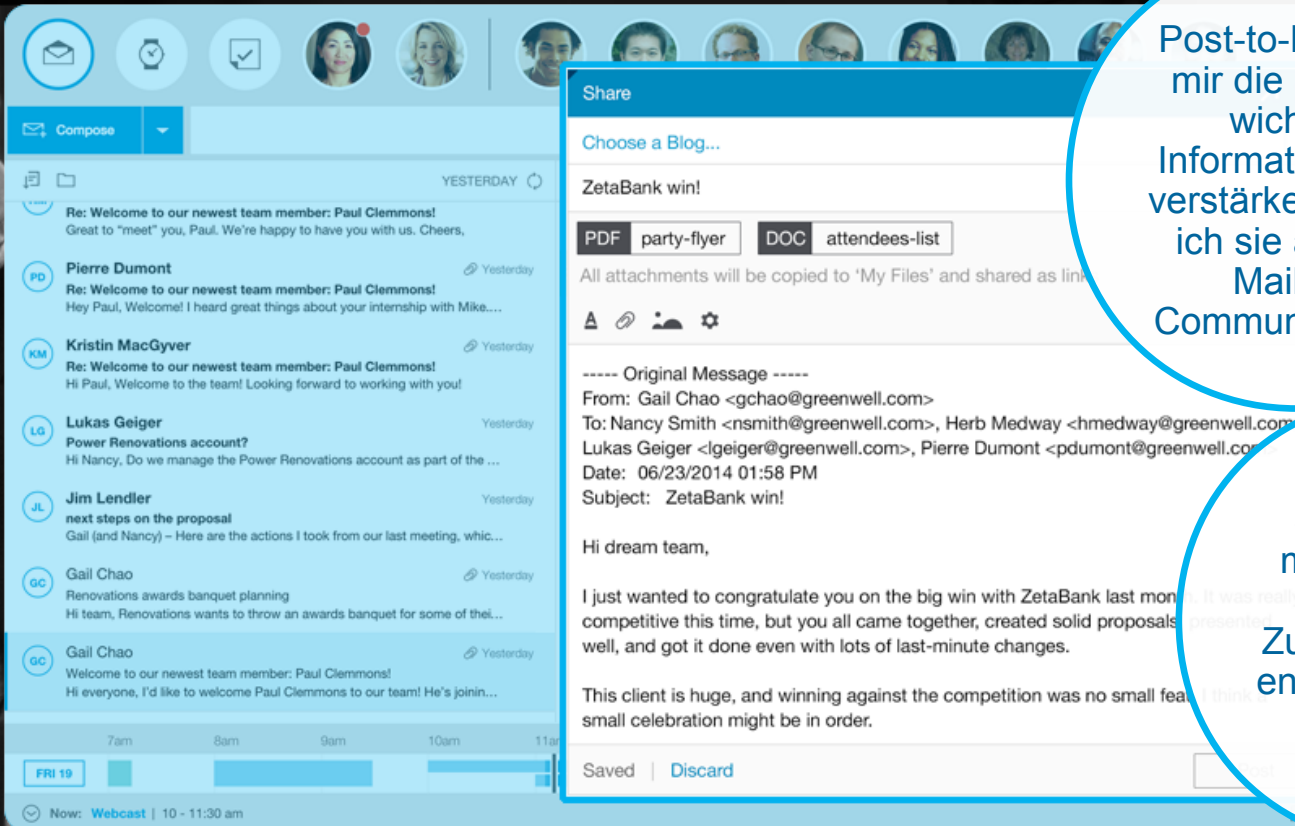 Compose
YESTERDAY
Re: Welcome to our newest team member: Paul Clemmons!
Great to “meet” you, Paul. We're happy to have you with us. Cheers,
PD
Pierre Dumont
Yesterday
Re: Welcome to our newest team member: Paul Clemmons!
Hey Paul, Welcome! I heard great things about your internship with Mike....
KM
Kristin MacGyver
Yesterday
Re: Welcome to our newest team member: Paul Clemmons!
Hi Paul, Welcome to the team! Looking forward to working with you!
LG
Lukas Geiger
Yesterday
Power Renovations account?
Hi Nancy, Do we manage the Power Renovations account as part of the ...
JL
Jim Lendler
Yesterday
next steps on the proposal
Gail (and Nancy) – Here are the actions I took from our last meeting, whic...
GC
Gail Chao
Yesterday
Renovations awards banquet planning
Hi team, Renovations wants to throw an awards banquet for some of thei...
GC
Gail Chao
Yesterday
Welcome to our newest team member: Paul Clemmons!
Hi everyone, I'd like to welcome Paul Clemmons to our team! He's joinin...
7am 8am 9am 10am 11am
FRI 19
Now: Webcast | 10 - 11:30 am
Share
Choose a Blog...
ZetaBank win!
PDF party-flyer DOC attendees-list
All attachments will be copied to ‘My Files’ and shared as link
----- Original Message -----
From: Gail Chao <gchao@greenwell.com>
To: Nancy Smith <nsmith@greenwell.com>, Herb Medway <hmedway@greenwell.com
Lukas Geiger <lgeiger@greenwell.com>, Pierre Dumont <pdumont@greenwell.com>
Date: 06/23/2014 01:58 PM
Subject: ZetaBank win!
Hi dream team,
I just wanted to congratulate you on the big win with ZetaBank last month. It was really
competitive this time, but you all came together, created solid proposals, presented
well, and got it done even with lots of last-minute changes.
This client is huge, and winning against the competition was no small feat. I think a
small celebration might be in order.
Saved | Discard
Post-to-
mir die
wich
Informat
verstärke
ich sie
Mail
Commun
Zu
en